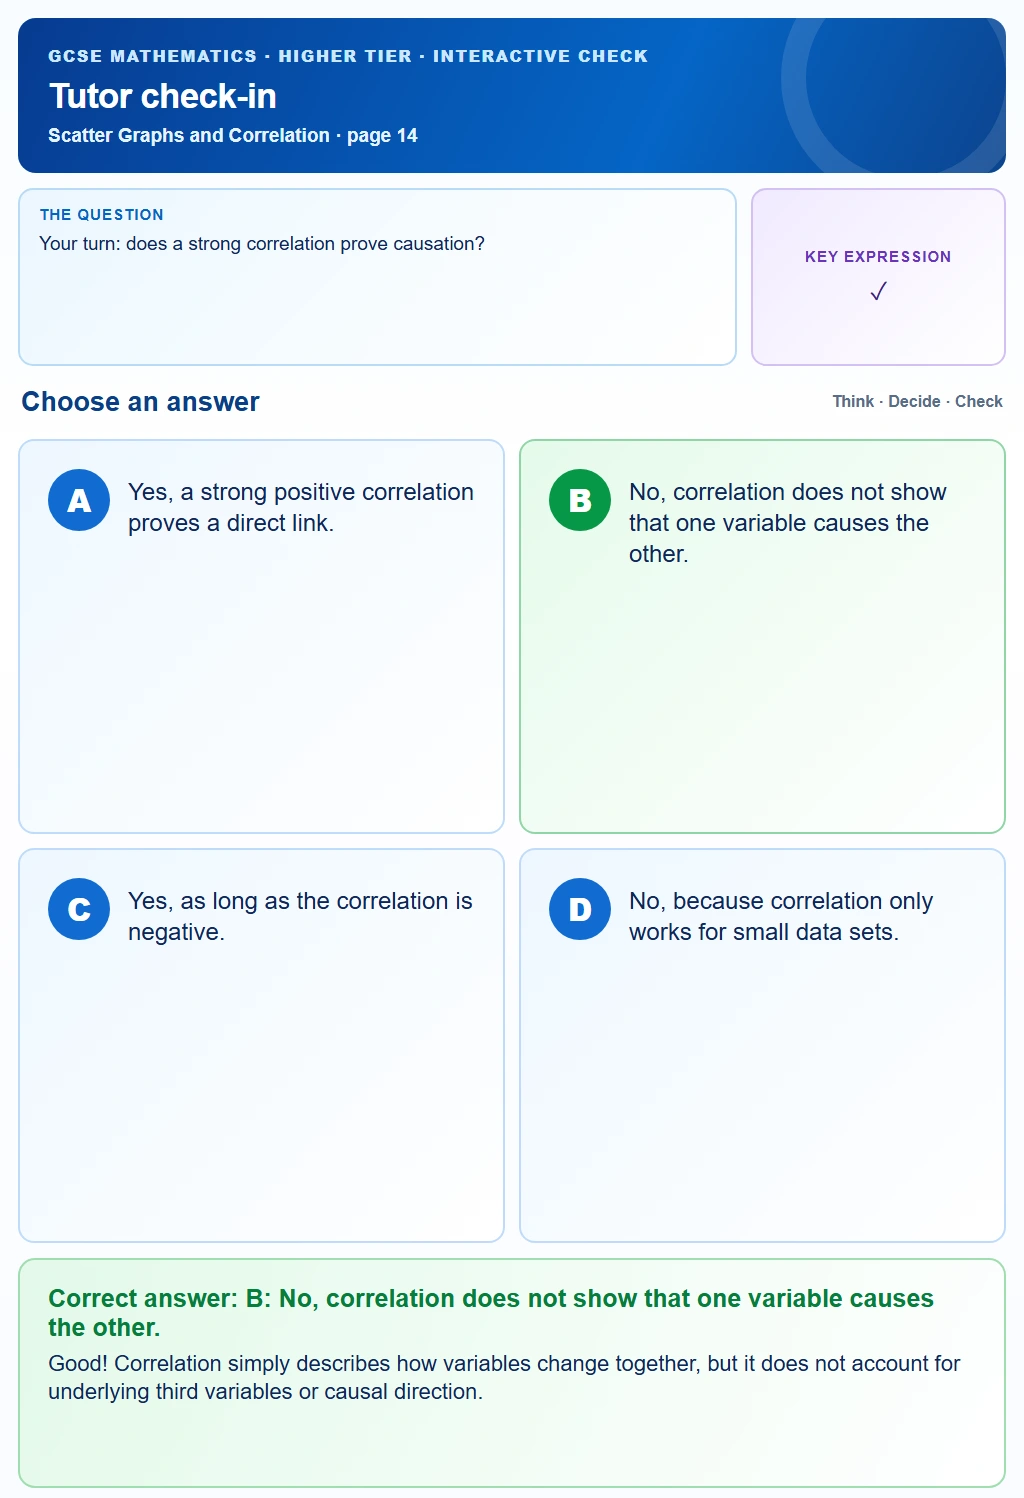 GCSE MATHEMATICS · HIGHER TIER · INTERACTIVE CHECK
Tutor check-in
Scatter Graphs and Correlation · page 14
THE QUESTION
Your turn: does a strong correlation prove causation?
KEY EXPRESSION
✓
Choose an answer
Think · Decide · Check
A
Yes, a strong positive correlation
proves a direct link.
B
No, correlation does not show
that one variable causes the
other.
C
Yes, as long as the correlation is
negative.
D
No, because correlation only
works for small data sets.
Correct answer: B: No, correlation does not show that one variable causes
the other.
Good! Correlation simply describes how variables change together, but it does not account for
underlying third variables or causal direction.